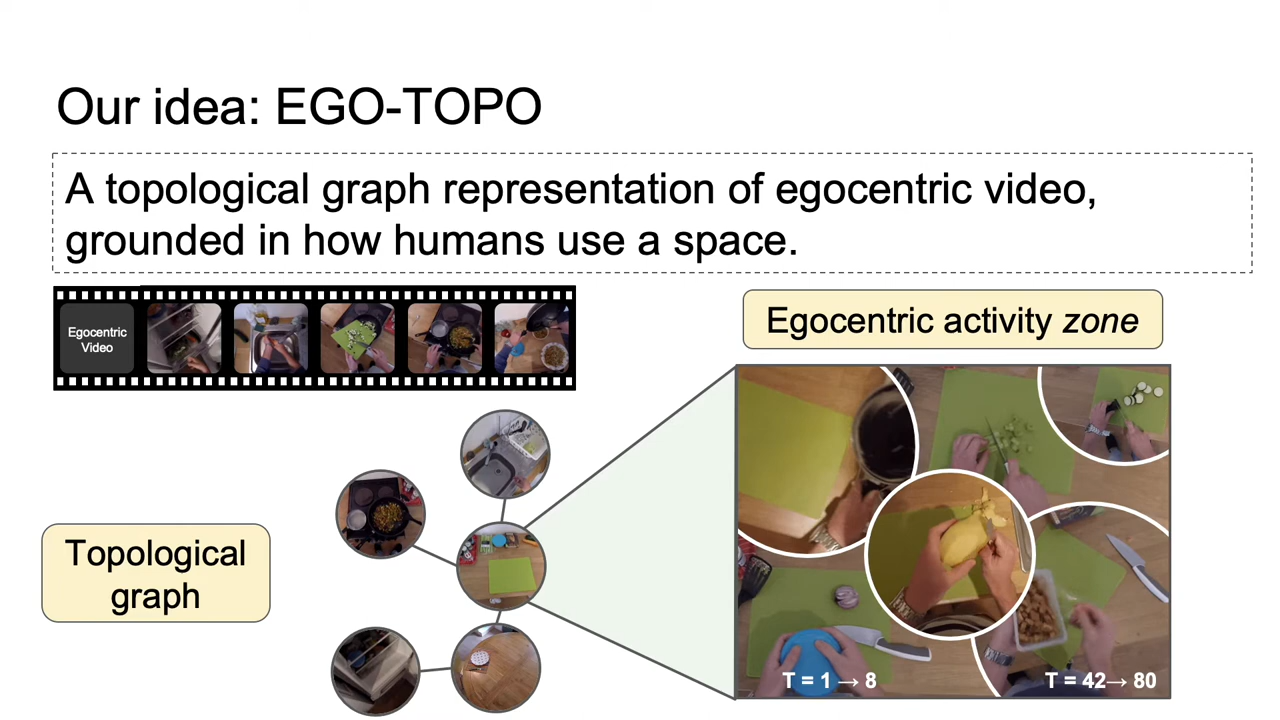 Our idea: EGO-TOPO
A topological graph representation of egocentric video,
grounded in how humans use a space.
Egocentric
Video
Egocentric activity zone
Topological
graph
T = 1 → 8
T = 42→ 80